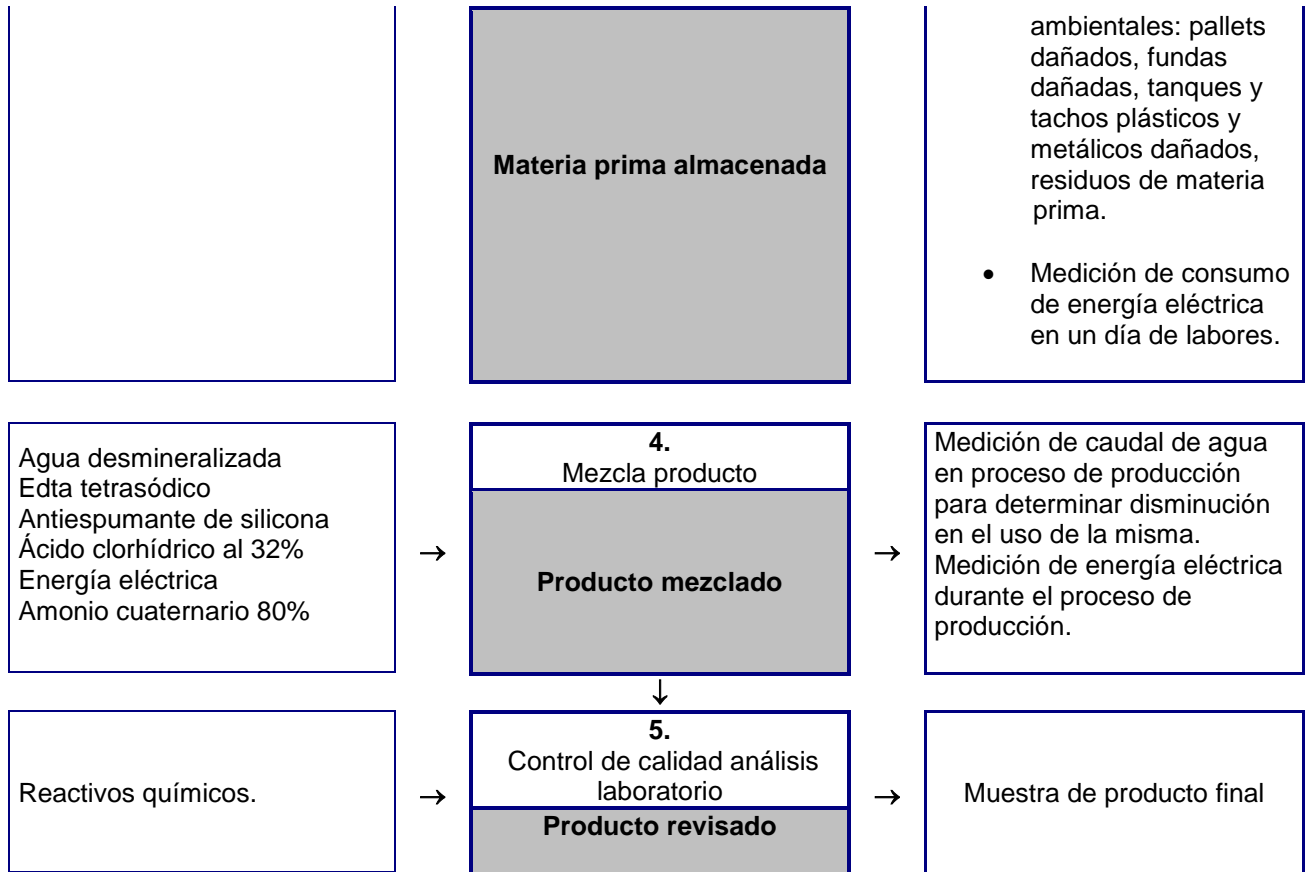 Materia prima almacenada
ambientales: pallets
dañados, fundas
dañadas, tanques y
tachos plásticos y
metálicos dañados,
residuos de materia
prima.
• Medición de consumo
de energía eléctrica
en un día de labores.
Agua desmineralizada
Edta tetrasódico
Antiespumante de silicona
Ácido clorhídrico al 32%
Energía eléctrica
Amonio cuaternario 80%
→
4.
Mezcla producto
Producto mezclado
→
Medición de caudal de agua
en proceso de producción
para determinar disminución
en el uso de la misma.
Medición de energía eléctrica
durante el proceso de
producción.
↓
Reactivos químicos.
→
5.
Control de calidad análisis
laboratorio
Producto revisado
→
Muestra de producto final